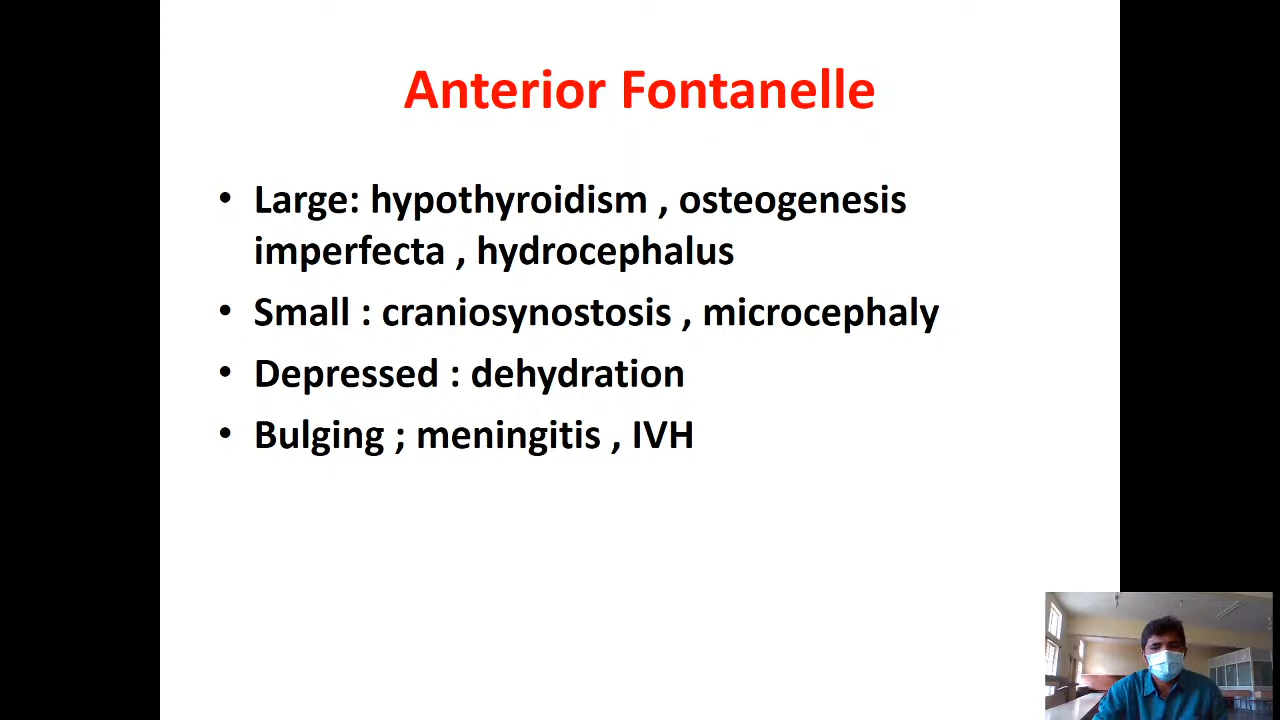 Anterior Fontanelle
• Large: hypothyroidism , osteogenesis
imperfecta , hydrocephalus
• Small : craniosynostosis , microcephaly
• Depressed : dehydration
• Bulging ; meningitis , IVH